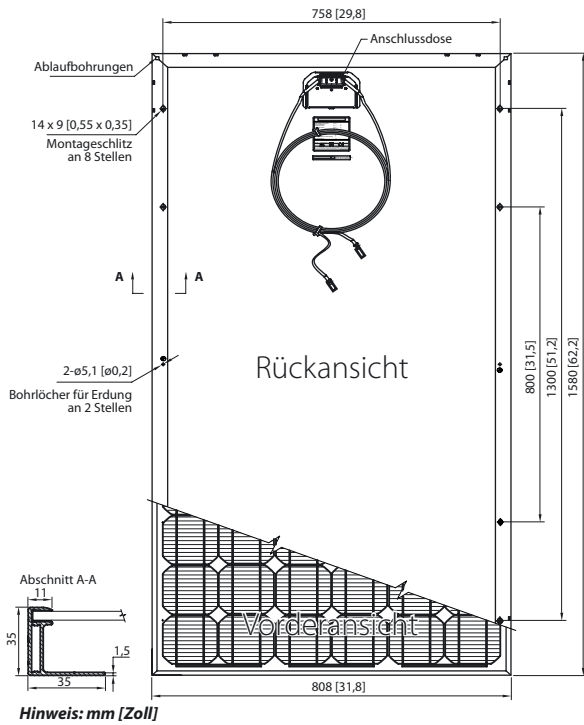 758 [29,8]
Anschlussdose
Ablaufbohrungen
14 x 9 [0,55 x 0,35]
Montageschlitz
an 8 Stellen
A
A
2-ø5,1 [ø0,2]
Bohrlöcher für Erdung
an 2 Stellen
Rückansicht
800 [31,5]
1300 [51,2]
1580 [62,2]
Abschnitt A-A
11
35
1,5
35
Vorderansicht
808 [31,8]
Hinweis: mm [Zoll]